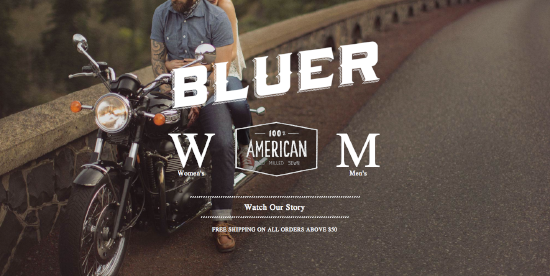 BLUER
W
Women's
100%
AMERICAN
MILLED SEWN
M
Men's
Watch Our Story
FREE SHIPPING ON ALL ORDERS ABOVE $50